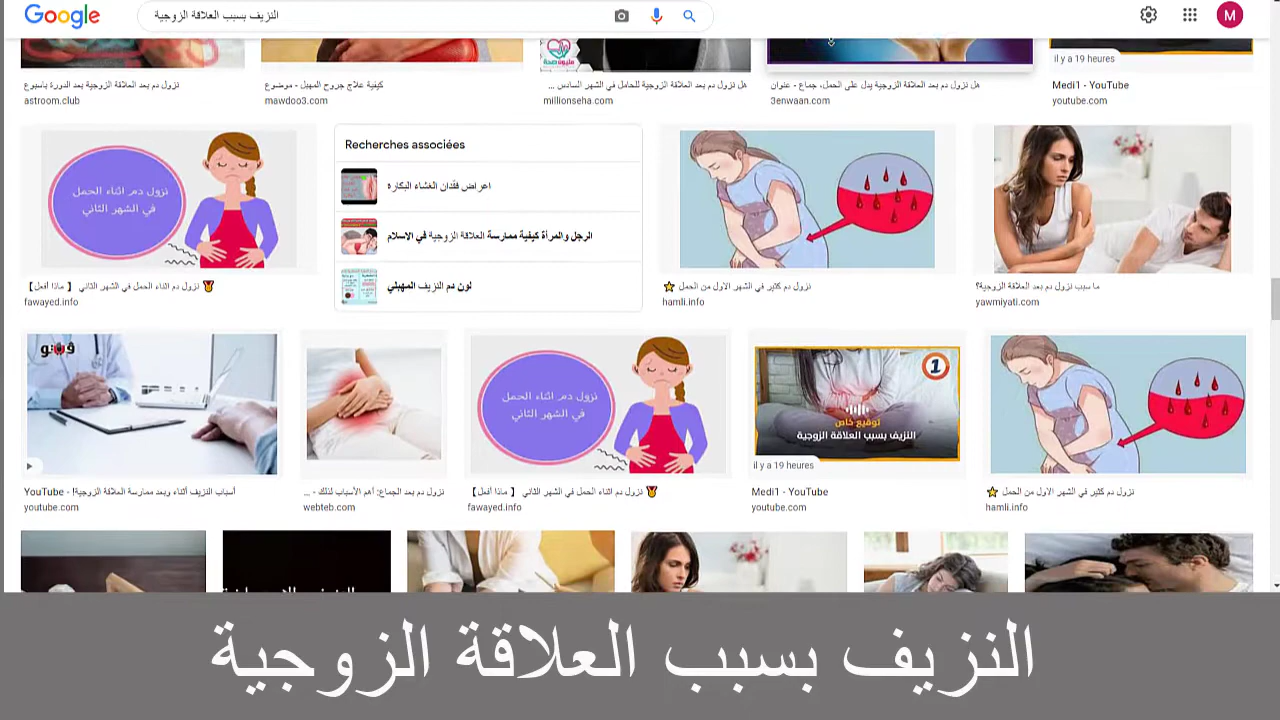 Google
النزيف بسبب العلاقة الزوجية
M
مليون صحة
il y a 19 heures
نزول دم بعد العلاقة الزوجية بعد الدورة باسبوع
astroom.club
كيفية علاج جروح المهبل - موضوع
mawdoo3.com
هل نزول دم بعد العلاقة الزوجية للحامل في الشهر السادس ...
millionseha.com
هل نزول دم بعد العلاقة الزوجية يدل على الحمل، جماع - عنوان
3enwaan.com
Medi1 - YouTube
youtube.com
نزول دم اثناء الحمل
في الشهر الثاني
نزول دم اثناء الحمل في الشهر الثاني 【 ماذا أفعل】
fawayed.info
Recherches associées
اعراض فقدان الغشاء البكارة
الرجل والمرأة كيفية ممارسة العلاقة الزوجية في الاسلام
لون دم النزيف المهبلي
نزول دم كثير في الشهر الاول من الحمل
hamli.info
ما سبب نزول دم بعد العلاقة الزوجية؟
yawmiyati.com
ڤيتو
أسباب النزيف أثناء وبعد ممارسة العلاقة الزوجية! - YouTube
youtube.com
نزول دم بعد الجماع: أهم الأسباب لذلك - ...
webteb.com
نزول دم اثناء الحمل
في الشهر الثاني
نزول دم اثناء الحمل في الشهر الثاني 【 ماذا أفعل】
fawayed.info
1
توقيع خاص
النزيف بسبب العلاقة الزوجية
il y a 19 heures
Medi1 - YouTube
youtube.com
نزول دم كثير في الشهر الاول من الحمل
hamli.info
النزيف بسبب العلاقة الزوجية